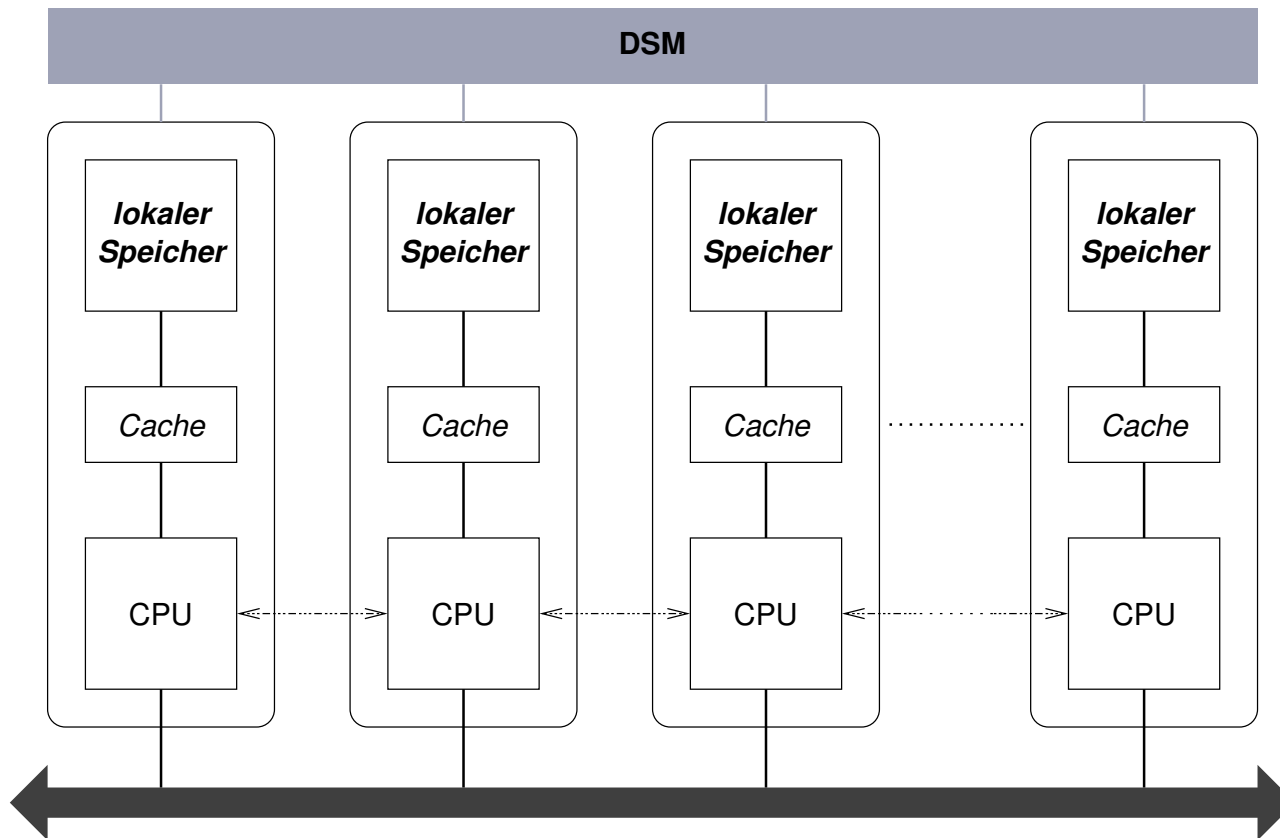 DSM
lokaler
Speicher
lokaler
Speicher
lokaler
Speicher
lokaler
Speicher
Cache
Cache
Cache
Cache
CPU
CPU
CPU
CPU